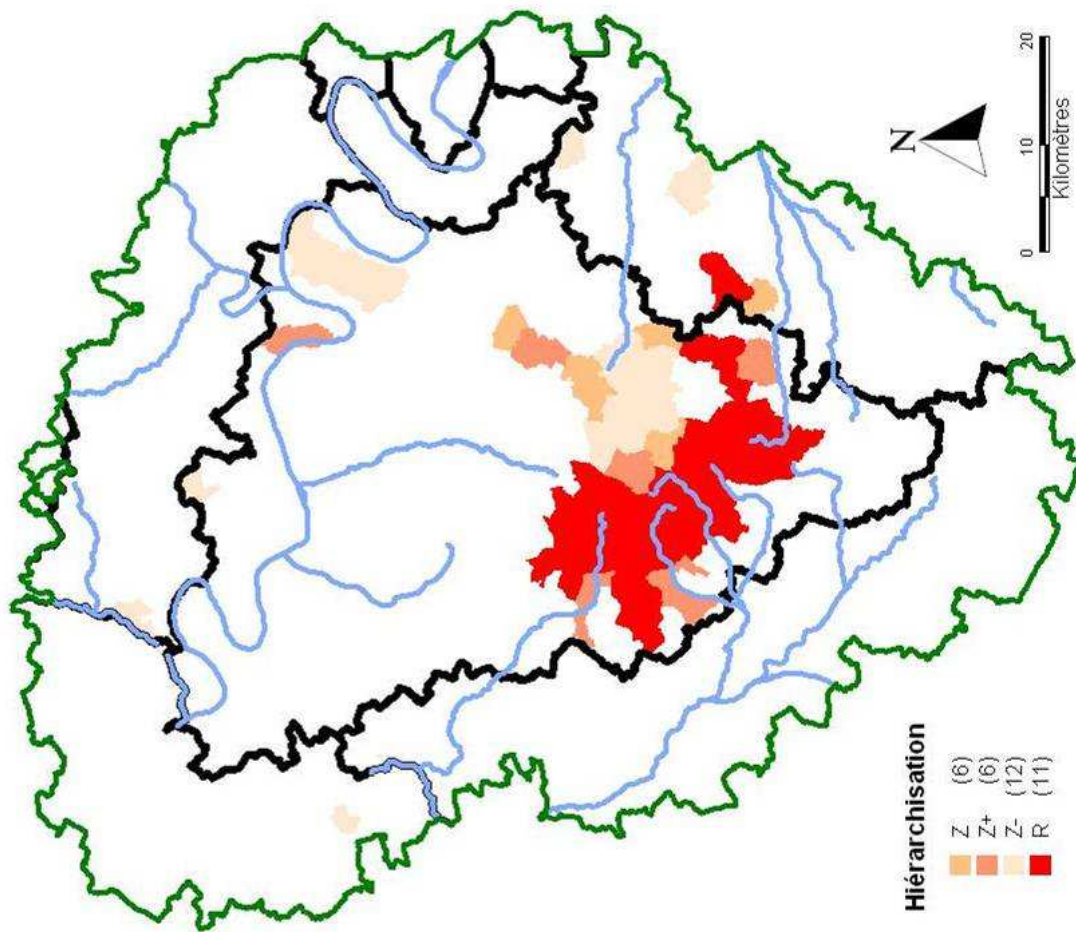 N
0 10 20
Kilomètres
Hiérarchisation
Z (6)
Z+ (6)
Z- (12)
R (11)